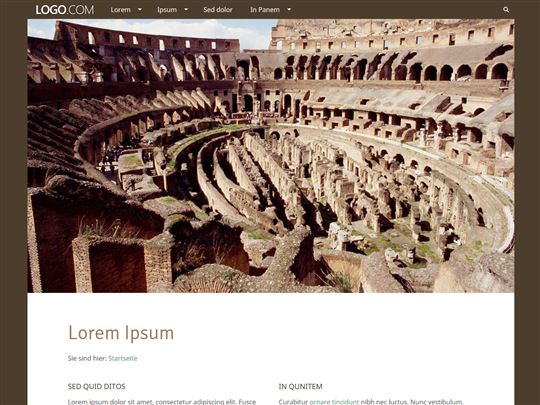 LOGO.COM Lorem Ipsum Sed dolor In Panem
Lorem Ipsum
Sie sind hier: Startseite
SED QUID DITOS
IN QUNITEM
Lorem ipsum dolor sit amet, consectetur adipiscing elit. Fusce
Curabitur ornare tincidunt nibh nec luctus. Nunc vestibulum,